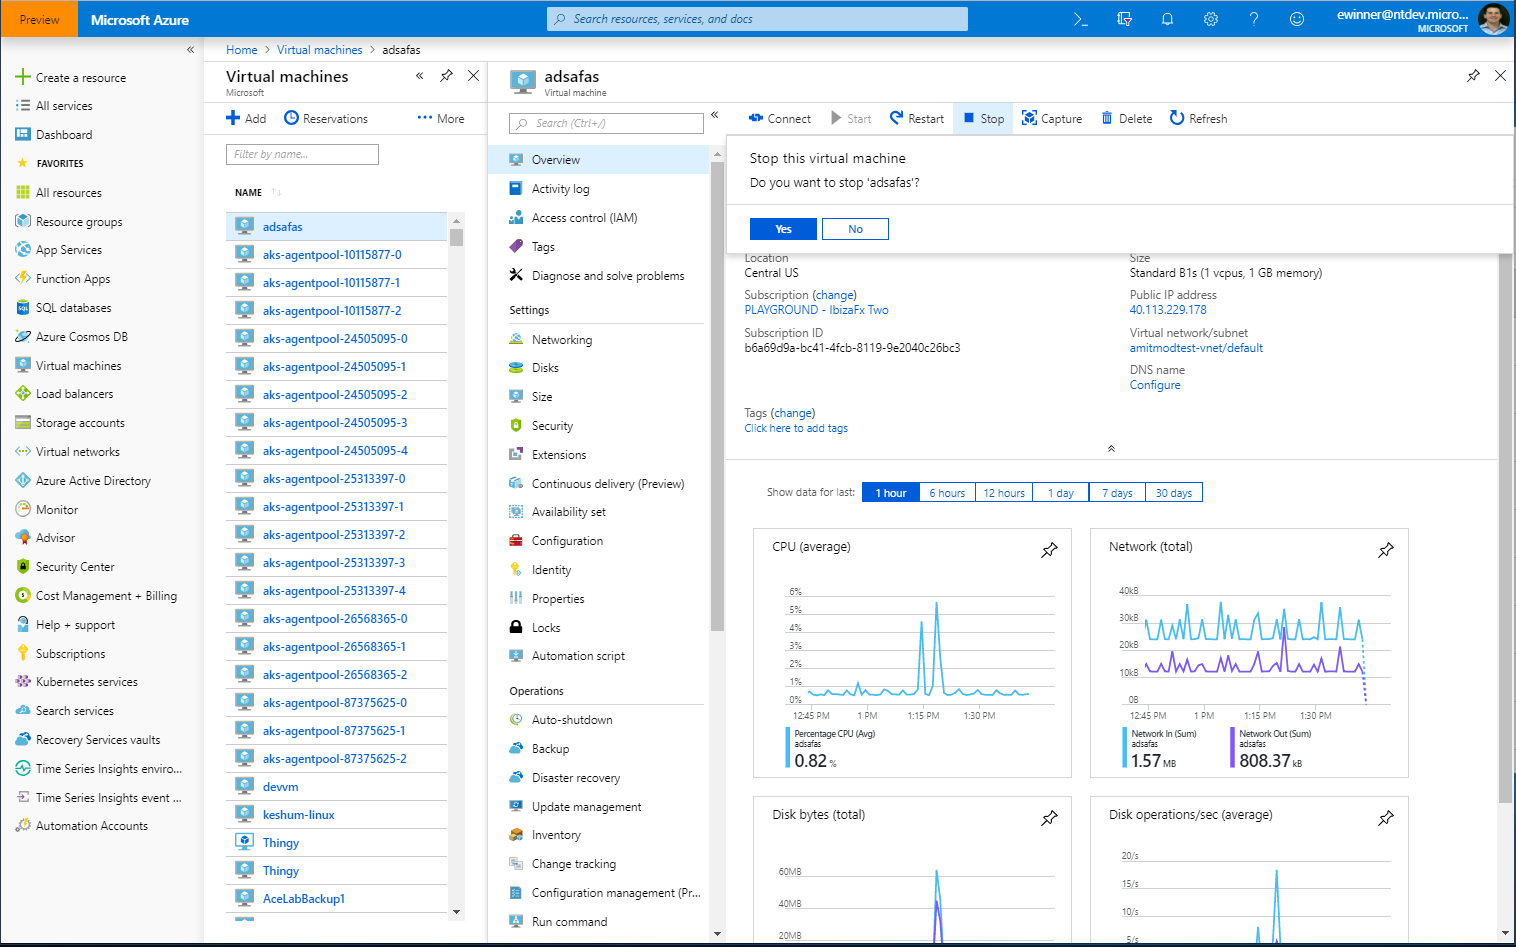 Preview
Microsoft Azure
Search resources, services, and docs
ewinner@ntdev.micro...
MICROSOFT
Create a resource
All services
Dashboard
FAVORITES
All resources
Resource groups
App Services
Function Apps
SQL databases
Azure Cosmos DB
Virtual machines
Load balancers
Storage accounts
Virtual networks
Azure Active Directory
Monitor
Advisor
Security Center
Cost Management + Billing
Help + support
Subscriptions
Kubernetes services
Search services
Recovery Services vaults
Time Series Insights enviro...
Time Series Insights event ...
Automation Accounts
Home > Virtual machines > adsafas
Virtual machines
Microsoft
Add Reservations ... More
Filter by name...
NAME
adsafas
aks-agentpool-10115877-0
aks-agentpool-10115877-1
aks-agentpool-10115877-2
aks-agentpool-24505095-0
aks-agentpool-24505095-1
aks-agentpool-24505095-2
aks-agentpool-24505095-3
aks-agentpool-24505095-4
aks-agentpool-25313397-0
aks-agentpool-25313397-1
aks-agentpool-25313397-2
aks-agentpool-25313397-3
aks-agentpool-25313397-4
aks-agentpool-26568365-0
aks-agentpool-26568365-1
aks-agentpool-26568365-2
aks-agentpool-87375625-0
aks-agentpool-87375625-1
aks-agentpool-87375625-2
devvm
keshum-linux
Thingy
Thingy
AceLabBackup1
adsafas
Virtual machine
Search (Ctrl+/)
Overview
Activity log
Access control (IAM)
Tags
Diagnose and solve problems
Settings
Networking
Disks
Size
Security
Extensions
Continuous delivery (Preview)
Availability set
Configuration
Identity
Properties
Locks
Automation script
Operations
Auto-shutdown
Backup
Disaster recovery
Update management
Inventory
Change tracking
Configuration management (Pr...
Run command
Connect Start Restart Stop Capture Delete Refresh
Stop this virtual machine
Do you want to stop 'adsafas'?
Yes No
Location
Central US
Subscription (change)
PLAYGROUND - IbizaFx Two
Subscription ID
b6a69d9a-bc41-4fcb-8119-9e2040c26bc3
Size
Standard B1s (1 vcpus, 1 GB memory)
Public IP address
40.113.229.178
Virtual network/subnet
amitmodtest-vnet/default
DNS name
Configure
Tags (change)
Click here to add tags
Show data for last: 1 hour 6 hours 12 hours 1 day 7 days 30 days
CPU (average)
6%
5%
4%
3%
2%
1%
0%
12:45 PM 1 PM 1:15 PM 1:30 PM
Percentage CPU (Avg)
adsafas
0.82 %
Network (total)
40kB
30kB
20kB
10kB
0B
12:45 PM 1 PM 1:15 PM 1:30 PM
Network In (Sum)
adsafas
1.57 MB
Network Out (Sum)
adsafas
808.37 kB
Disk bytes (total)
60MB
40MB
20MB
Disk operations/sec (average)
20/s
15/s
10/s
5/s